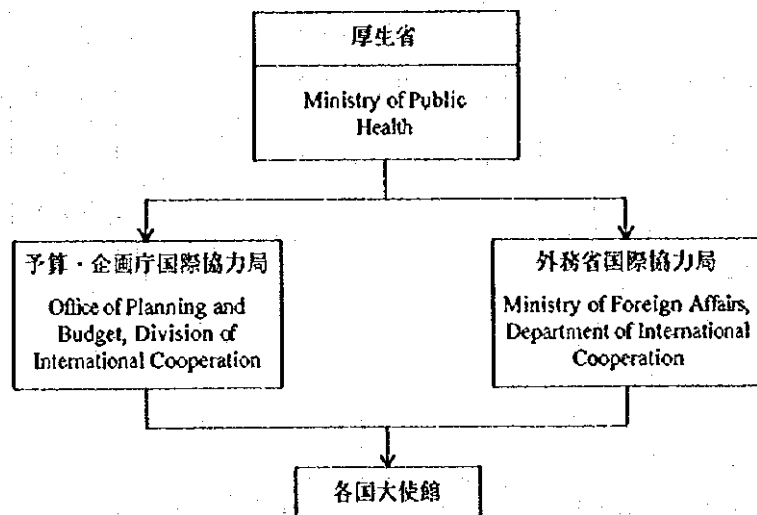 厚生省
Ministry of Public
Health
予算・企画庁国際協力局
Office of Planning and
Budget, Division of
International Cooperation
外務省国際協力局
Ministry of Foreign Affairs,
Department of International
Cooperation
各国大使館